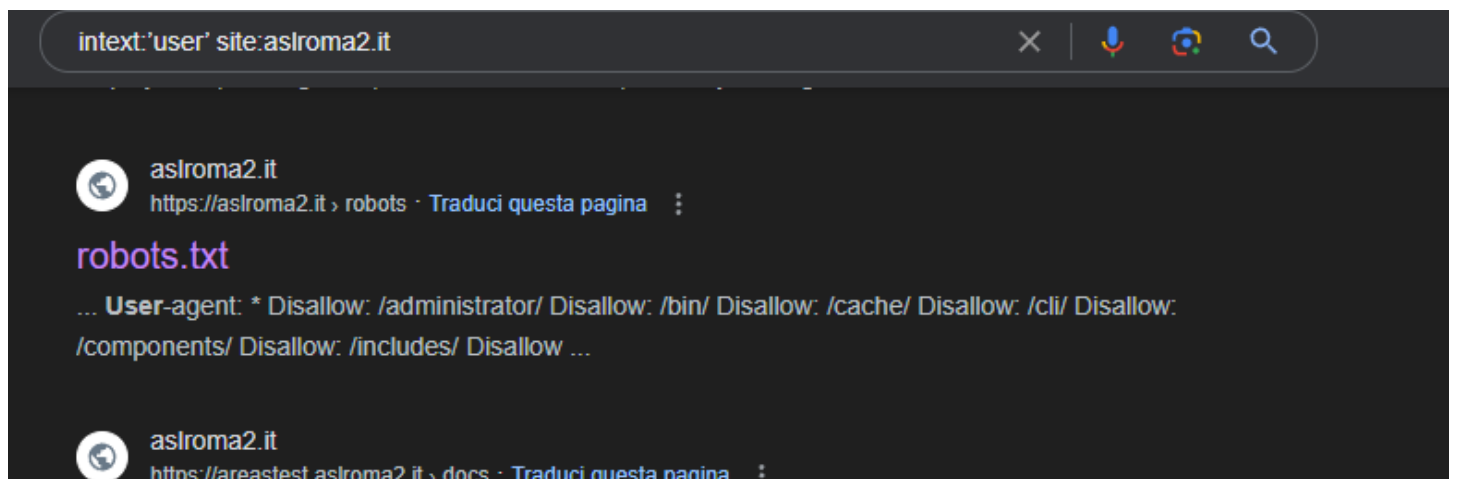 intext:’user’ site:aslroma2.it
aslroma2.it
https://aslroma2.it › robots · Traduci questa pagina
robots.txt
... User-agent: * Disallow: /administrator/ Disallow: /bin/ Disallow: /cache/ Disallow: /cli/ Disallow:
/components/ Disallow: /includes/ Disallow ...
aslroma2.it
https://areastest.aslroma2.it › docs · Traduci questa pagina